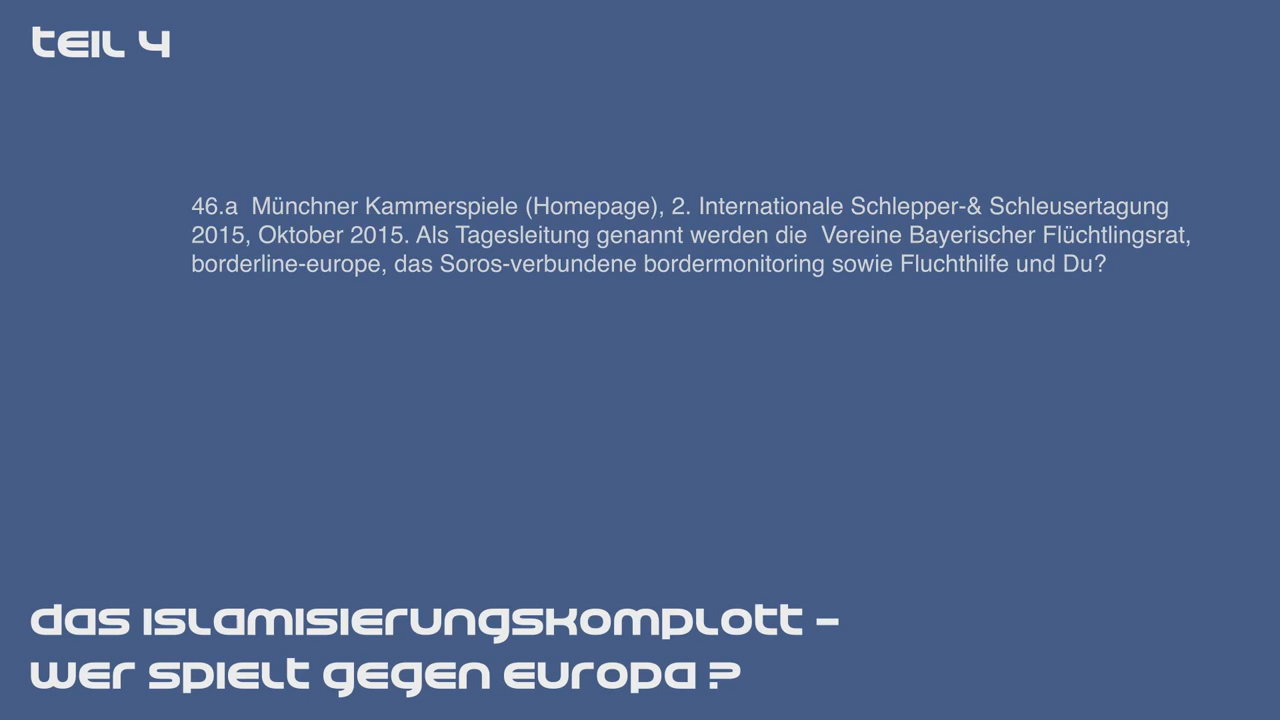 teil 4
46.a  Münchner Kammerspiele (Homepage), 2. Internationale Schlepper-& Schleusertagung
2015, Oktober 2015. Als Tagesleitung genannt werden die  Vereine Bayerischer Flüchtlingsrat,
borderline-europe, das Soros-verbundene bordermonitoring sowie Fluchthilfe und Du?
das islamisierungskomplott –
wer spielt gegen europa ?